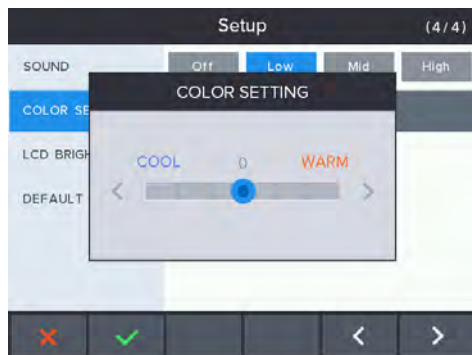 Setup (4/4)
SOUND Off Low Mid High
COLOR SETTING
COLOR SE
COOL 0 WARM
LCD BRIGH
DEFAULT